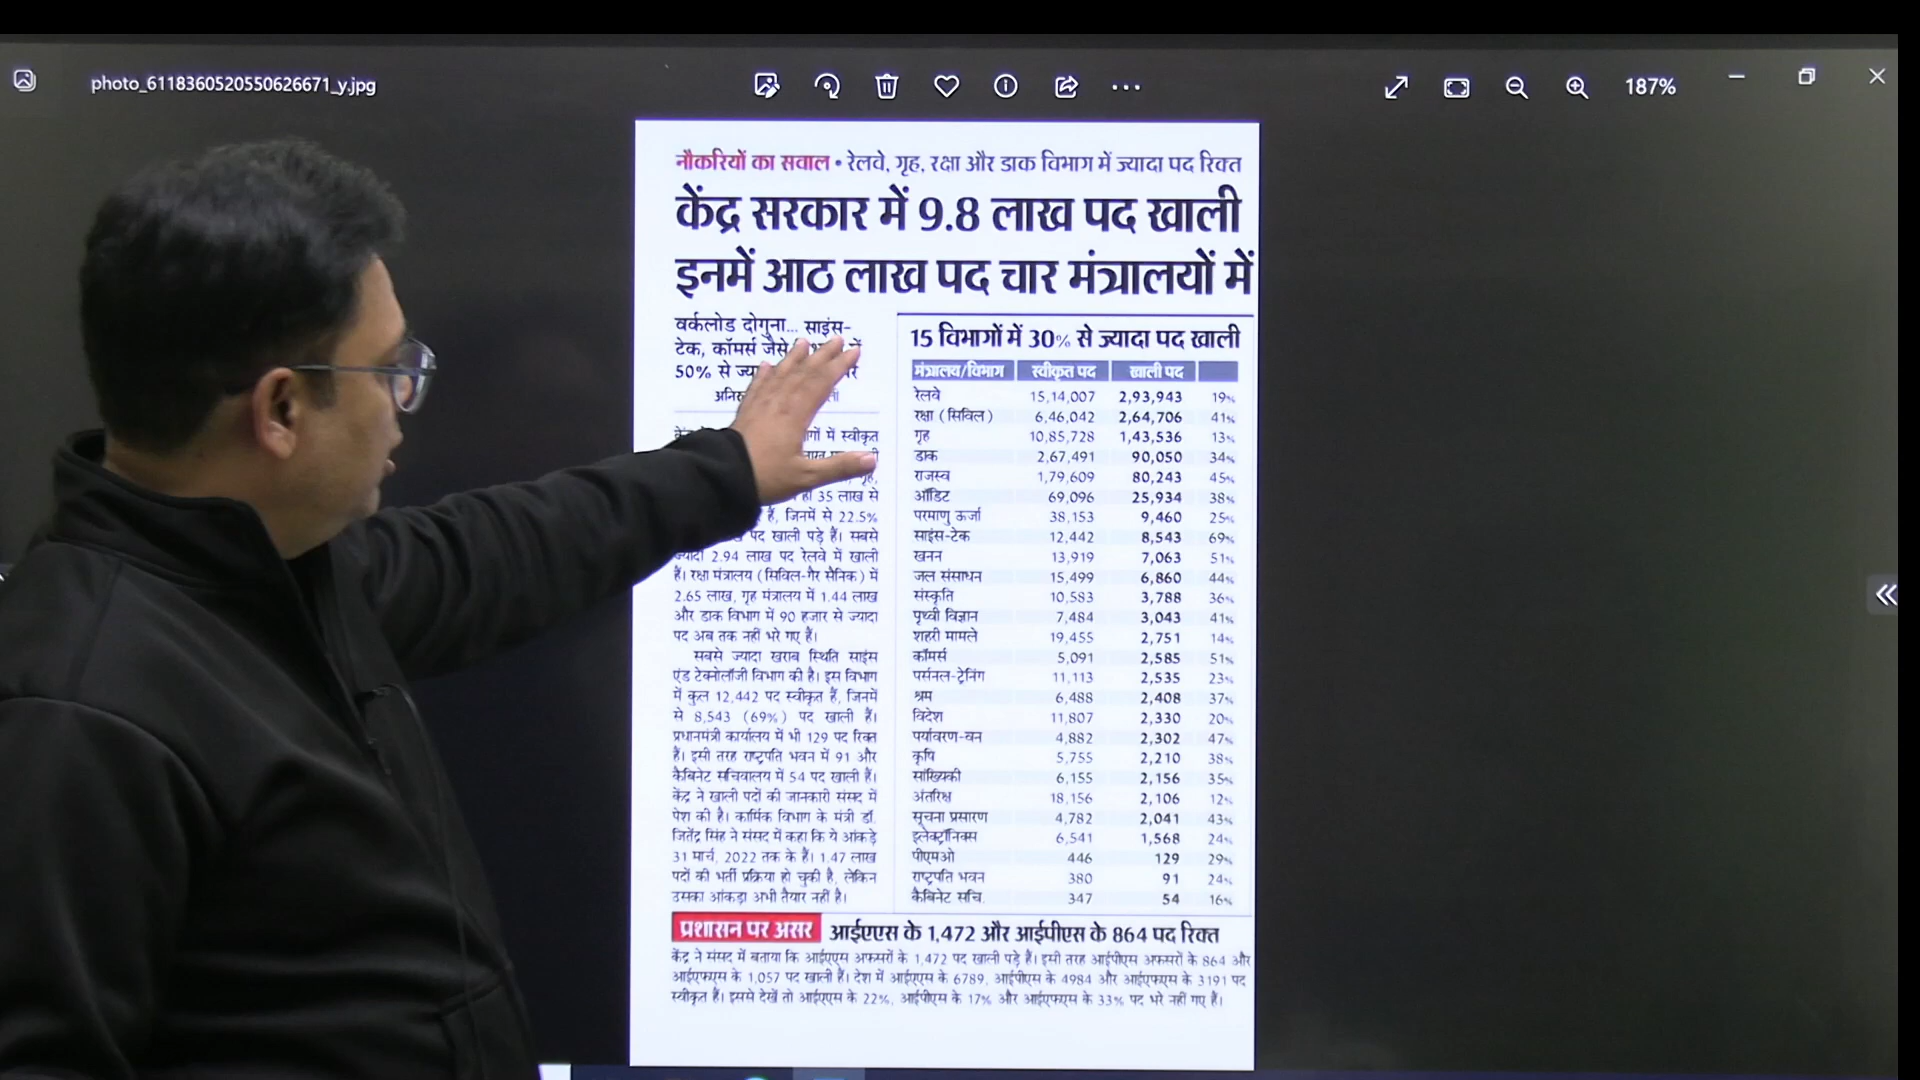 photo_6118360520550626671_y.jpg
187%
नौकरियों का सवाल • रेलवे, गृह, रक्षा और डाक विभाग में ज्यादा पद रिक्त
केंद्र सरकार में 9.8 लाख पद खाली
इनमें आठ लाख पद चार मंत्रालयों में
वर्कलोड दोगुना... साइंस-
टेक, कॉमर्स जैसे में
50% से
गों में स्वीकृत
गृह,
ही 35 लाख से
हैं, जिनमें से 22.5%
पद खाली पड़े हैं। सबसे
ज्यादा 2.94 लाख पद रेलवे में खाली
हैं। रक्षा मंत्रालय (सिविल-गैर सैनिक) में
2.65 लाख, गृह मंत्रालय में 1.44 लाख
और डाक विभाग में 90 हजार से ज्यादा
पद अब तक नहीं भरे गए हैं।
सबसे ज्यादा खराब स्थिति साइंस
एंड टेक्नोलॉजी विभाग की है। इस विभाग
में कुल 12,442 पद स्वीकृत हैं, जिनमें
से 8,543 (69%) पद खाली हैं।
प्रधानमंत्री कार्यालय में भी 129 पद रिक्त
हैं। इसी तरह राष्ट्रपति भवन में 91 और
कैबिनेट सचिवालय में 54 पद खाली हैं।
केंद्र ने खाली पदों की जानकारी संसद में
पेश की है। कार्मिक विभाग के मंत्री डॉ.
जितेंद्र सिंह ने संसद में कहा कि ये आंकड़े
31 मार्च, 2022 तक के हैं। 1.47 लाख
पदों की भर्ती प्रक्रिया हो चुकी है, लेकिन
उसका आंकड़ा अभी तैयार नहीं है।
15 विभागों में 30% से ज्यादा पद खाली
मंत्रालय/विभाग स्वीकृत पद खाली पद
रेलवे 15,14,007 2,93,943 19%
रक्षा (सिविल) 6,46,042 2,64,706 41%
गृह 10,85,728 1,43,536 13%
डाक 2,67,491 90,050 34%
राजस्व 1,79,609 80,243 45%
ऑडिट 69,096 25,934 38%
परमाणु ऊर्जा 38,153 9,460 25%
साइंस-टेक 12,442 8,543 69%
खनन 13,919 7,063 51%
जल संसाधन 15,499 6,860 44%
संस्कृति 10,583 3,788 36%
पृथ्वी विज्ञान 7,484 3,043 41%
शहरी मामले 19,455 2,751 14%
कॉमर्स 5,091 2,585 51%
पर्सनल-ट्रेनिंग 11,113 2,535 23%
श्रम 6,488 2,408 37%
विदेश 11,807 2,330 20%
पर्यावरण-वन 4,882 2,302 47%
कृषि 5,755 2,210 38%
सांख्यिकी 6,155 2,156 35%
अंतरिक्ष 18,156 2,106 12%
सूचना प्रसारण 4,782 2,041 43%
इलेक्ट्रॉनिक्स 6,541 1,568 24%
पीएमओ 446 129 29%
राष्ट्रपति भवन 380 91 24%
कैबिनेट सचि. 347 54 16%
प्रशासन पर असर आईएएस के 1,472 और आईपीएस के 864 पद रिक्त
केंद्र ने संसद में बताया कि आईएएस अफसरों के 1,472 पद खाली पड़े हैं। इसी तरह आईपीएस अफसरों के 864 और
आईएफएस के 1,057 पद खाली हैं। देश में आईएएस के 6789, आईपीएस के 4984 और आईएफएस के 3191 पद
स्वीकृत हैं। इससे देखें तो आईएएस के 22%, आईपीएस के 17% और आईएफएस के 33% पद भरे नहीं गए हैं।